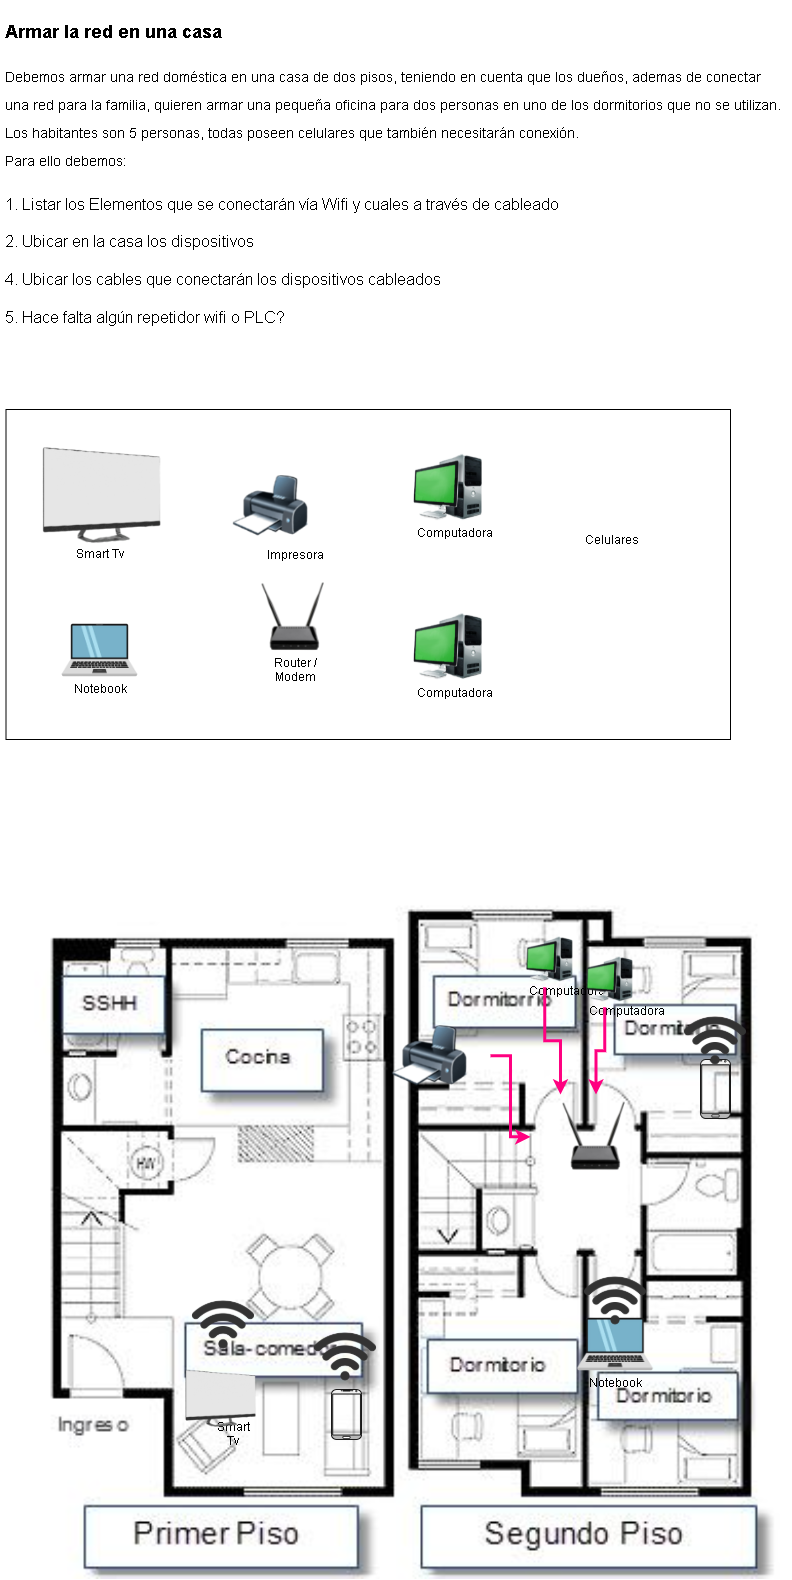 Armar la red en una casa
Debemos armar una red doméstica en una casa de dos pisos, teniendo en cuenta que los dueños, ademas de conectar
una red para la familia, quieren armar una pequeña oficina para dos personas en uno de los dormitorios que no se utilizan.
Los habitantes son 5 personas, todas poseen celulares que también necesitarán conexión.
Para ello debemos:
1. Listar los Elementos que se conectarán vía Wifi y cuales a través de cableado
2. Ubicar en la casa los dispositivos
4. Ubicar los cables que conectarán los dispositivos cableados
5. Hace falta algún repetidor wifi o PLC?
Smart Tv
Impresora
Computadora
Celulares
Notebook
Router /
Modem
Computadora
SSHH
Cocina
HW
Sala-comedor
Smart
Tv
Ingreso
Primer Piso
Dormitorrio
Computadora
Computadora
Dormitorio
Dormitorio
Notebook
Dormitorio
Segundo Piso